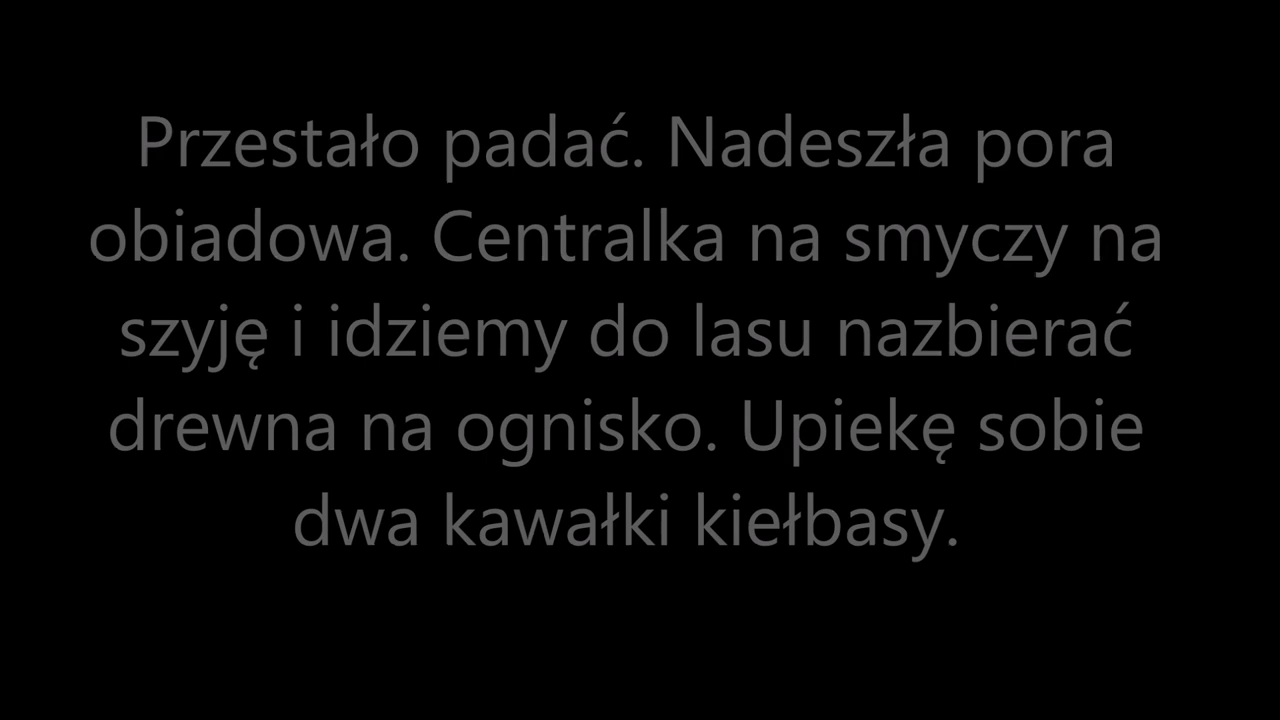 Przestało padać. Nadeszła pora
obiadowa. Centralka na smyczy na
szyję i idziemy do lasu nazbierać
drewna na ognisko. Upiekę sobie
dwa kawałki kiełbasy.